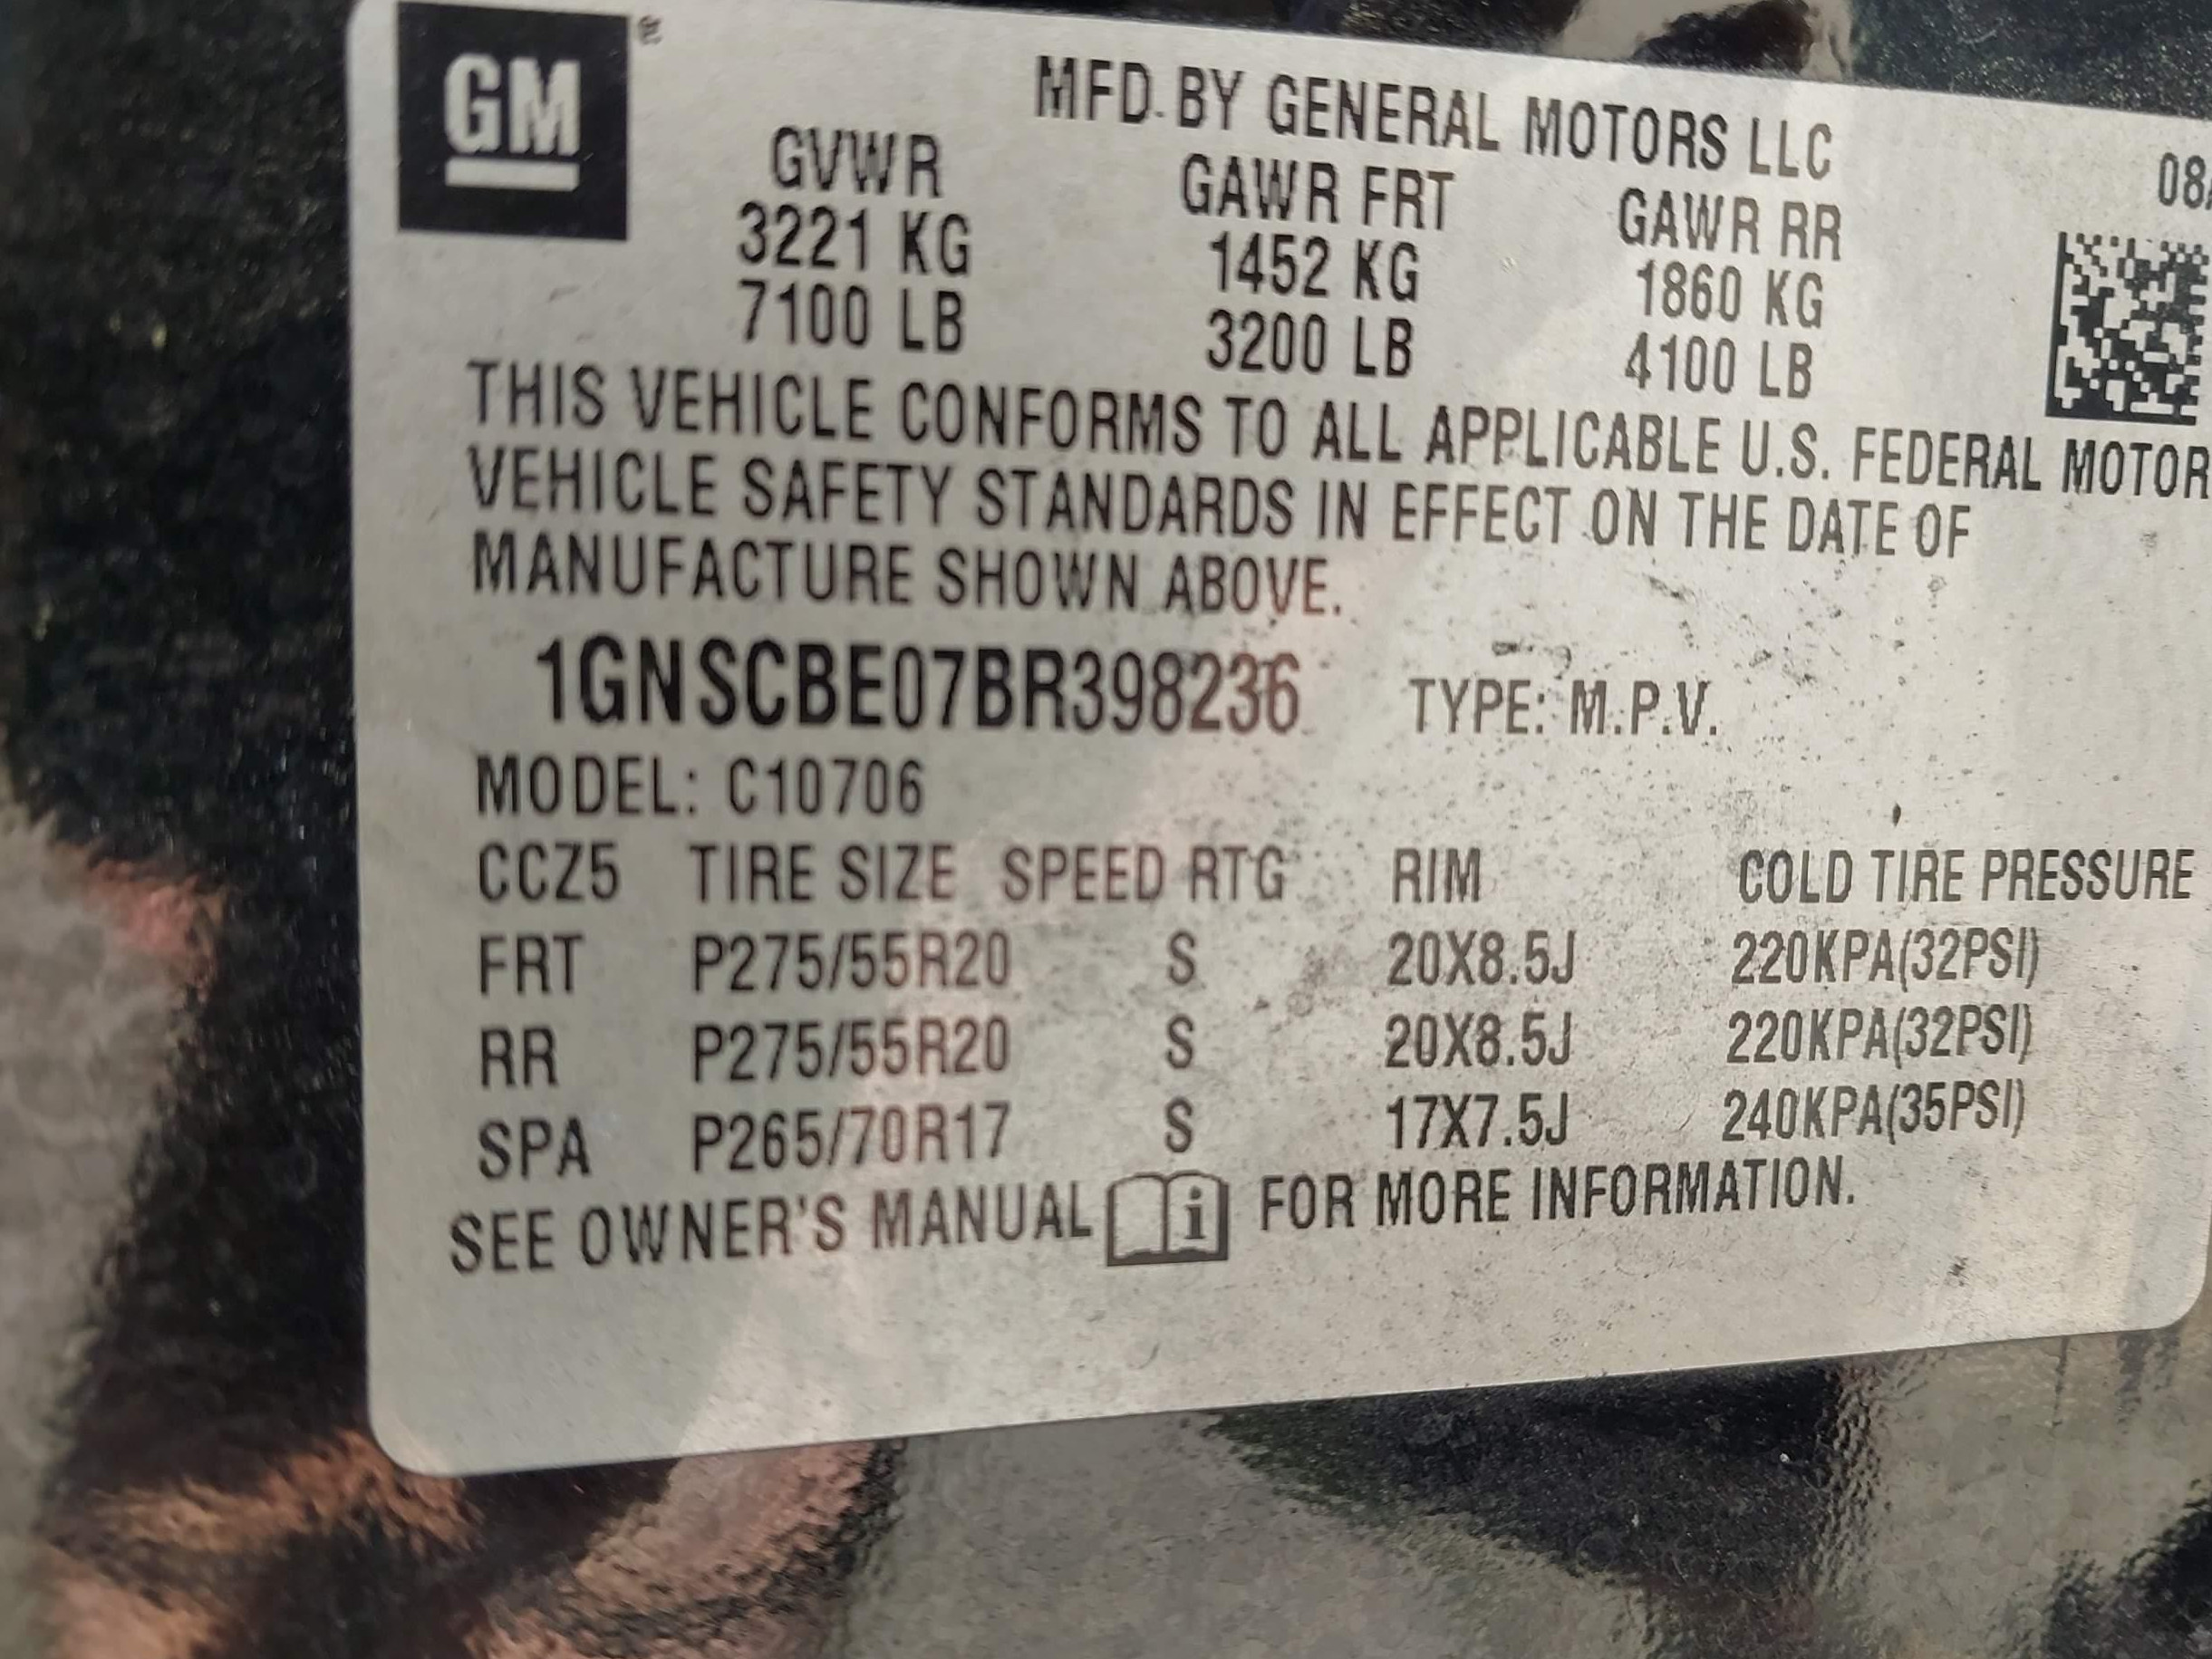 GM
MFD BY GENERAL MOTORS LLC
GVWR GAWR FRT GAWR RR
3221 KG 1452 KG 1860 KG
7100 LB 3200 LB 4100 LB
THIS VEHICLE CONFORMS TO ALL APPLICABLE U.S. FEDERAL MOTOR
VEHICLE SAFETY STANDARDS IN EFFECT ON THE DATE OF
MANUFACTURE SHOWN ABOVE.
1GNSCBE07BR398236 TYPE: M.P.V.
MODEL: C10706
CCZ5 TIRE SIZE SPEED RTG RIM COLD TIRE PRESSURE
FRT P275/55R20 S 20X8.5J 220KPA(32PSI)
RR P275/55R20 S 20X8.5J 220KPA(32PSI)
SPA P265/70R17 S 17X7.5J 240KPA(35PSI)
SEE OWNER'S MANUAL i FOR MORE INFORMATION.